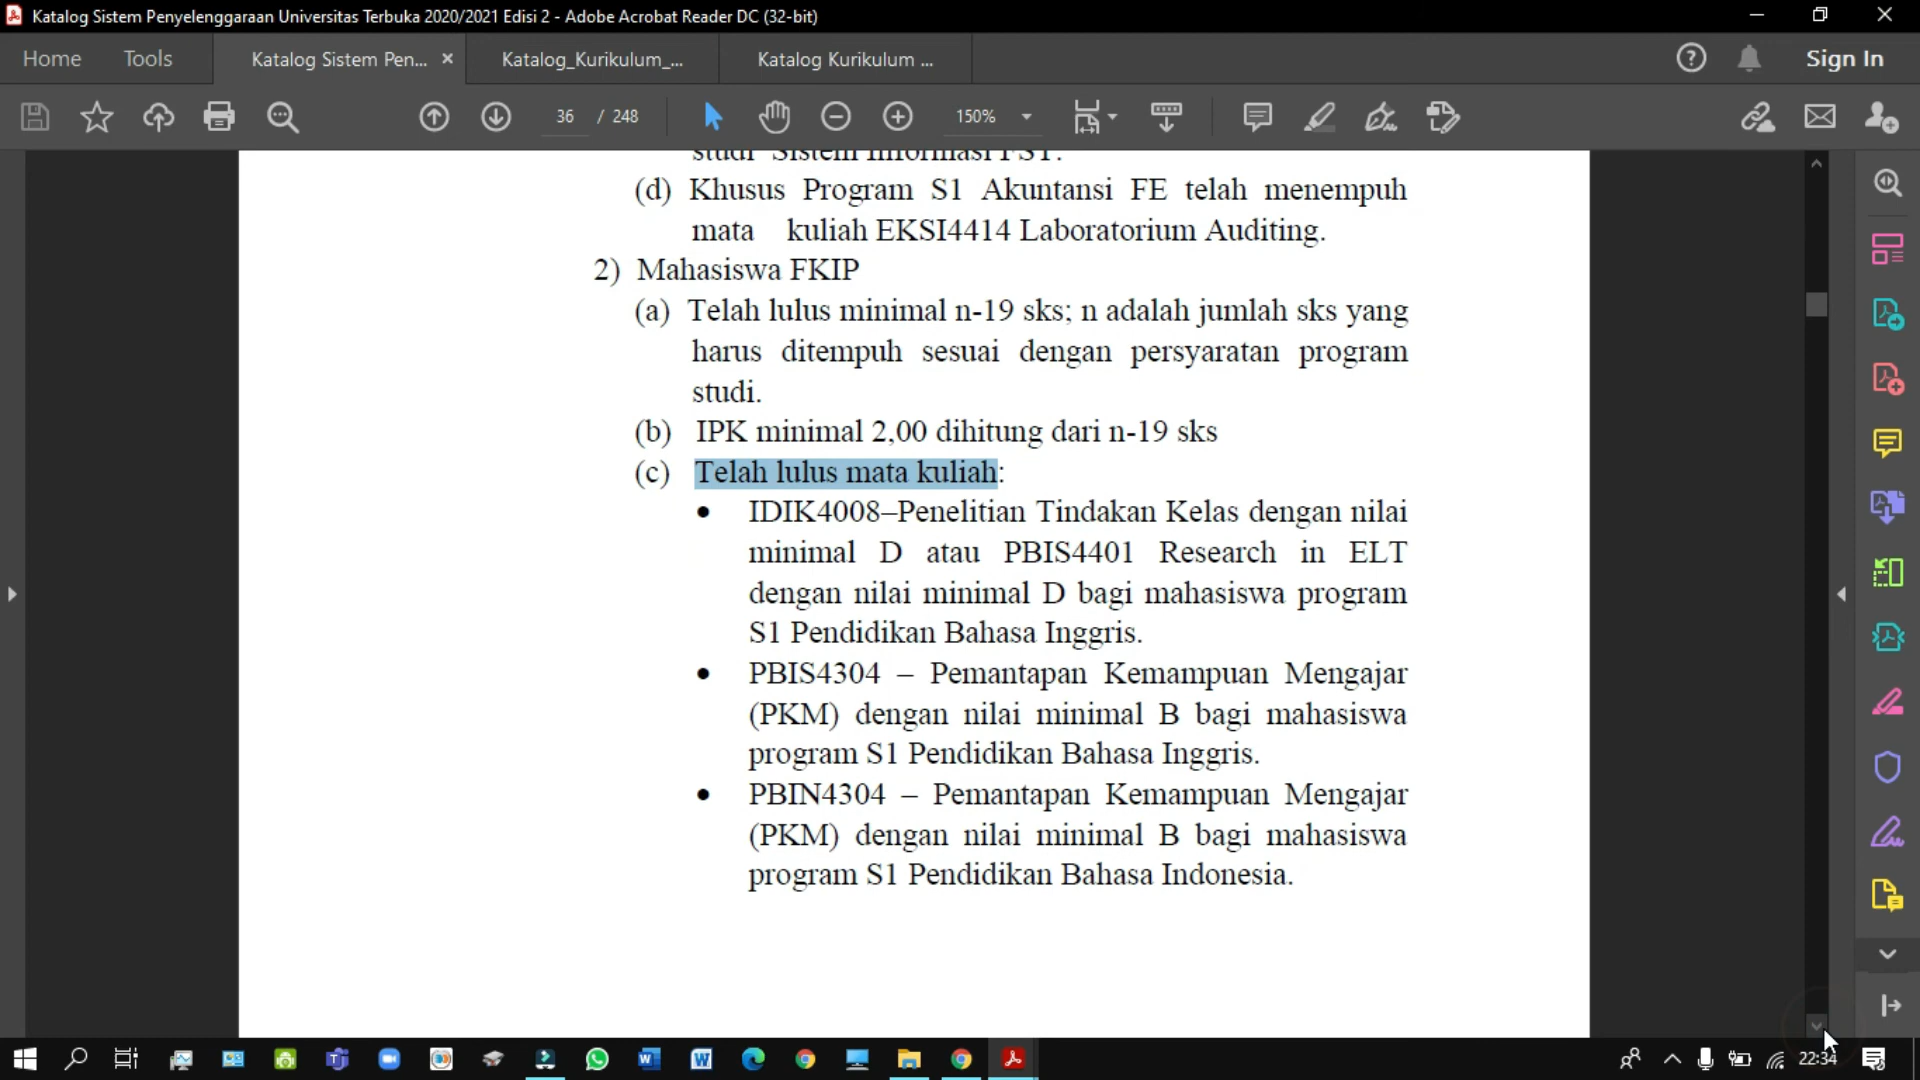 Katalog Sistem Penyelenggaraan Universitas Terbuka 2020/2021 Edisi 2 - Adobe Acrobat Reader DC (32-bit)
Home Tools Katalog Sistem Pen... × Katalog_Kurikulum_... Katalog Kurikulum ... Sign In
36 / 248 150%
studi Sistem Informasi FST.
(d) Khusus Program S1 Akuntansi FE telah menempuh
mata kuliah EKSI4414 Laboratorium Auditing.
2) Mahasiswa FKIP
(a) Telah lulus minimal n-19 sks; n adalah jumlah sks yang
harus ditempuh sesuai dengan persyaratan program
studi.
(b) IPK minimal 2,00 dihitung dari n-19 sks
(c) Telah lulus mata kuliah:
• IDIK4008–Penelitian Tindakan Kelas dengan nilai
minimal D atau PBIS4401 Research in ELT
dengan nilai minimal D bagi mahasiswa program
S1 Pendidikan Bahasa Inggris.
• PBIS4304 – Pemantapan Kemampuan Mengajar
(PKM) dengan nilai minimal B bagi mahasiswa
program S1 Pendidikan Bahasa Inggris.
• PBIN4304 – Pemantapan Kemampuan Mengajar
(PKM) dengan nilai minimal B bagi mahasiswa
program S1 Pendidikan Bahasa Indonesia.
22:34